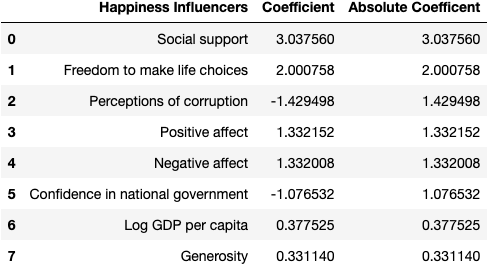 Happiness Influencers Coefficient Absolute Coefficent
0 Social support 3.037560 3.037560
1 Freedom to make life choices 2.000758 2.000758
2 Perceptions of corruption -1.429498 1.429498
3 Positive affect 1.332152 1.332152
4 Negative affect 1.332008 1.332008
5 Confidence in national government -1.076532 1.076532
6 Log GDP per capita 0.377525 0.377525
7 Generosity 0.331140 0.331140